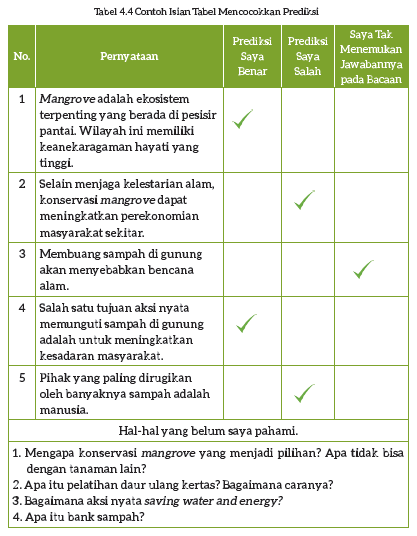 Tabel 4.4 Contoh Isian Tabel Mencocokkan Prediksi
No.
Pernyataan
Prediksi
Saya
Benar
Prediksi
Saya
Salah
Saya Tak
Menemukan
Jawabannya
pada Bacaan
1
Mangrove adalah ekosistem
terpenting yang berada di pesisir
pantai. Wilayah ini memiliki
keanekaragaman hayati yang
tinggi.
2
Selain menjaga kelestarian alam,
konservasi mangrove dapat
meningkatkan perekonomian
masyarakat sekitar.
3
Membuang sampah di gunung
akan menyebabkan bencana
alam.
4
Salah satu tujuan aksi nyata
memunguti sampah di gunung
adalah untuk meningkatkan
kesadaran masyarakat.
5
Pihak yang paling dirugikan
oleh banyaknya sampah adalah
manusia.
Hal-hal yang belum saya pahami.
1. Mengapa konservasi mangrove yang menjadi pilihan? Apa tidak bisa
dengan tanaman lain?
2. Apa itu pelatihan daur ulang kertas? Bagaimana caranya?
3. Bagaimana aksi nyata saving water and energy?
4. Apa itu bank sampah?